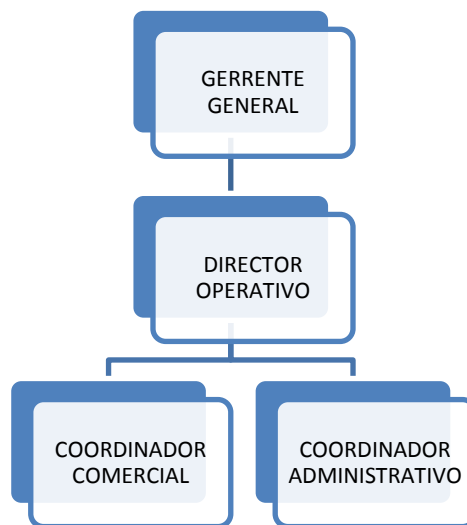 GERRENTE
GENERAL
DIRECTOR
OPERATIVO
COORDINADOR
COMERCIAL
COORDINADOR
ADMINISTRATIVO